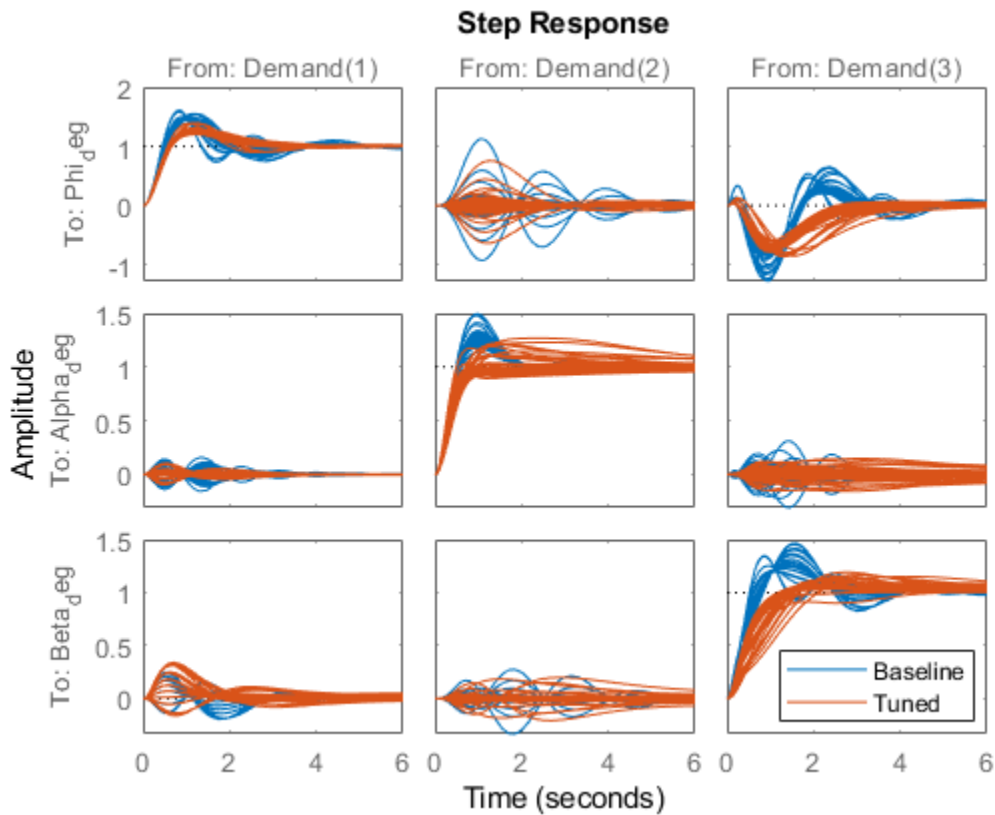 Step Response
From: Demand(1)
From: Demand(2)
From: Demand(3)
Amplitude
To: Phi_deg
2
1
0
-1
To: Alpha_deg
1.5
1
0.5
0
To: Beta_deg
1.5
1
0.5
0
Baseline
Tuned
0 2 4 6
0 2 4 6
0 2 4 6
Time (seconds)